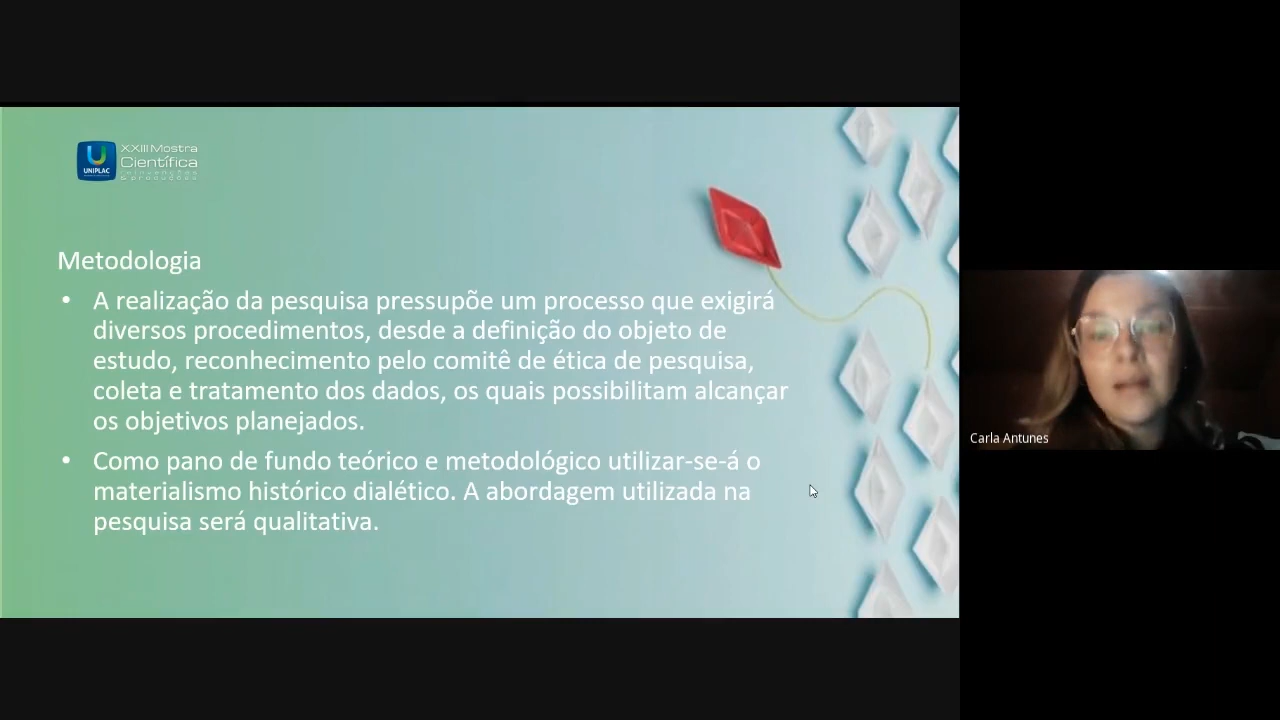 XXIII Mostra
Científica
UNIPLAC
Metodologia
• A realização da pesquisa pressupõe um processo que exigirá
diversos procedimentos, desde a definição do objeto de
estudo, reconhecimento pelo comitê de ética de pesquisa,
coleta e tratamento dos dados, os quais possibilitam alcançar
os objetivos planejados.
• Como pano de fundo teórico e metodológico utilizar-se-á o
materialismo histórico dialético. A abordagem utilizada na
pesquisa será qualitativa.
Carla Antunes